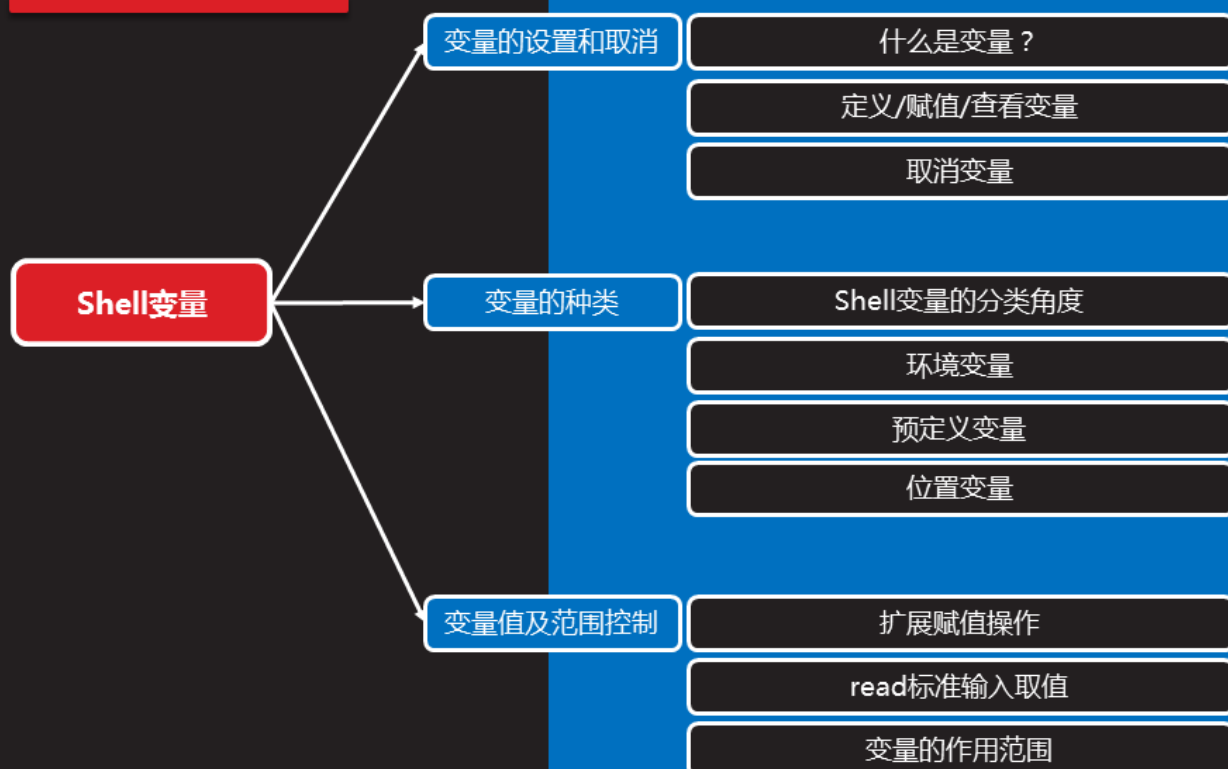 Shell变量
变量的设置和取消
什么是变量？
定义/赋值/查看变量
取消变量
变量的种类
Shell变量的分类角度
环境变量
预定义变量
位置变量
变量值及范围控制
扩展赋值操作
read标准输入取值
变量的作用范围